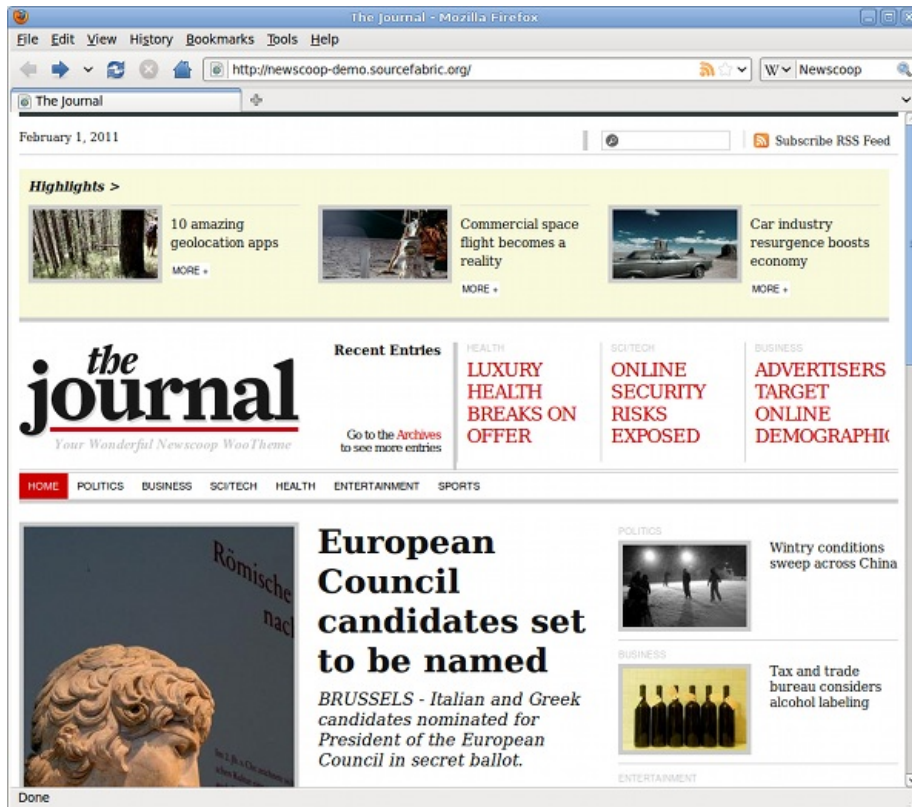 The Journal - Mozilla Firefox
File Edit View History Bookmarks Tools Help
http://newscoop-demo.sourcefabric.org/
W Newscoop
The Journal
February 1, 2011
Subscribe RSS Feed
Highlights >
10 amazing
geolocation apps
MORE +
Commercial space
flight becomes a
reality
MORE +
Car industry
resurgence boosts
economy
MORE +
the
journal
Your Wonderful Newscoop WooTheme
Recent Entries
Go to the Archives
to see more entries
HEALTH
LUXURY
HEALTH
BREAKS ON
OFFER
SCI/TECH
ONLINE
SECURITY
RISKS
EXPOSED
BUSINESS
ADVERTISERS
TARGET
ONLINE
DEMOGRAPHIC
HOME POLITICS BUSINESS SCI/TECH HEALTH ENTERTAINMENT SPORTS
Römische
nach
European
Council
candidates set
to be named
BRUSSELS - Italian and Greek
candidates nominated for
President of the European
Council in secret ballot.
POLITICS
Wintry conditions
sweep across China
BUSINESS
Tax and trade
bureau considers
alcohol labeling
ENTERTAINMENT
Done